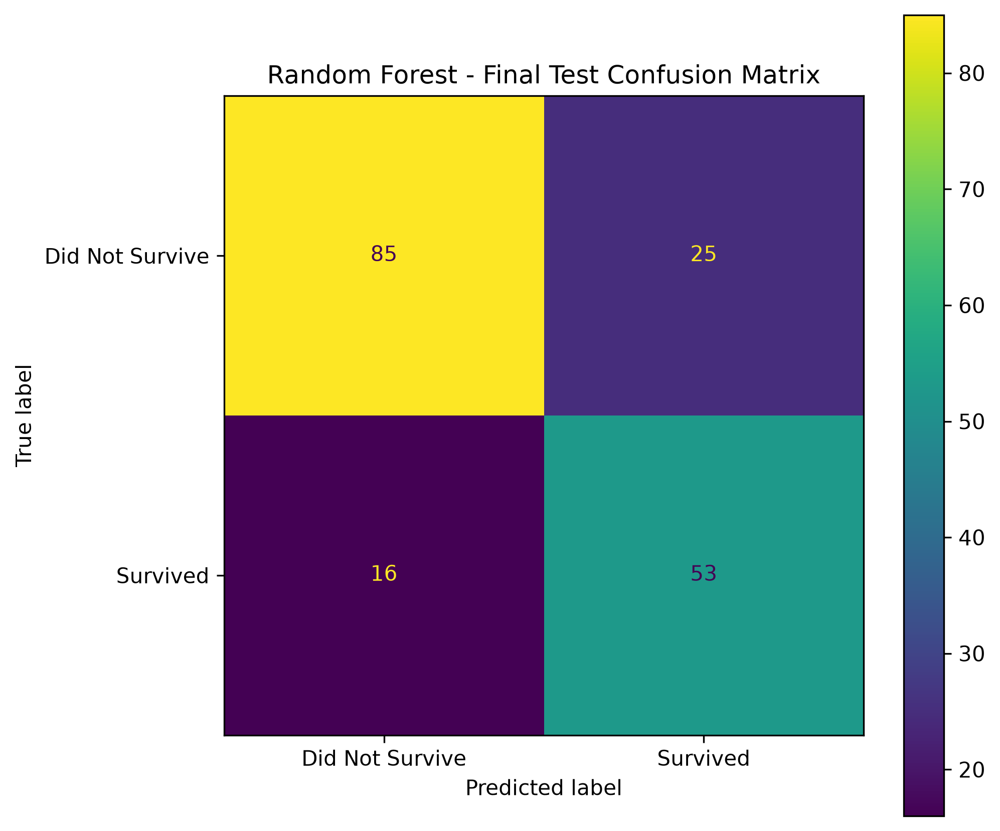 Random Forest - Final Test Confusion Matrix
True label
Did Not Survive
85
25
Survived
16
53
Did Not Survive
Survived
Predicted label
80
70
60
50
40
30
20